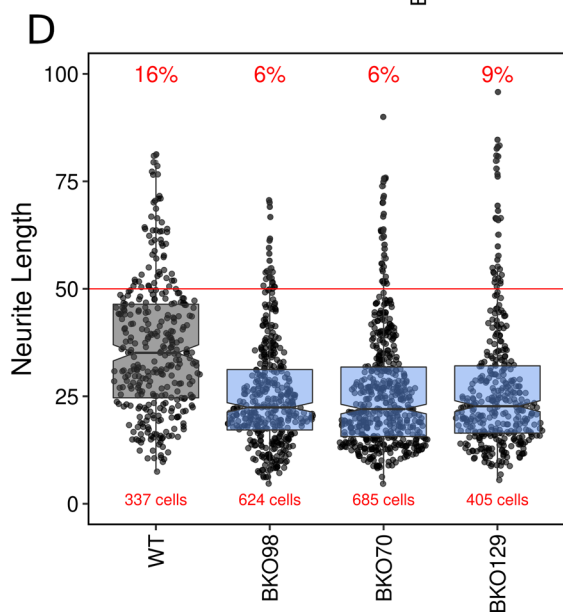 D
100
75
50
25
0
Neurite Length
16%
6%
6%
9%
337 cells
624 cells
685 cells
405 cells
WT
BKO98
BKO70
BKO129